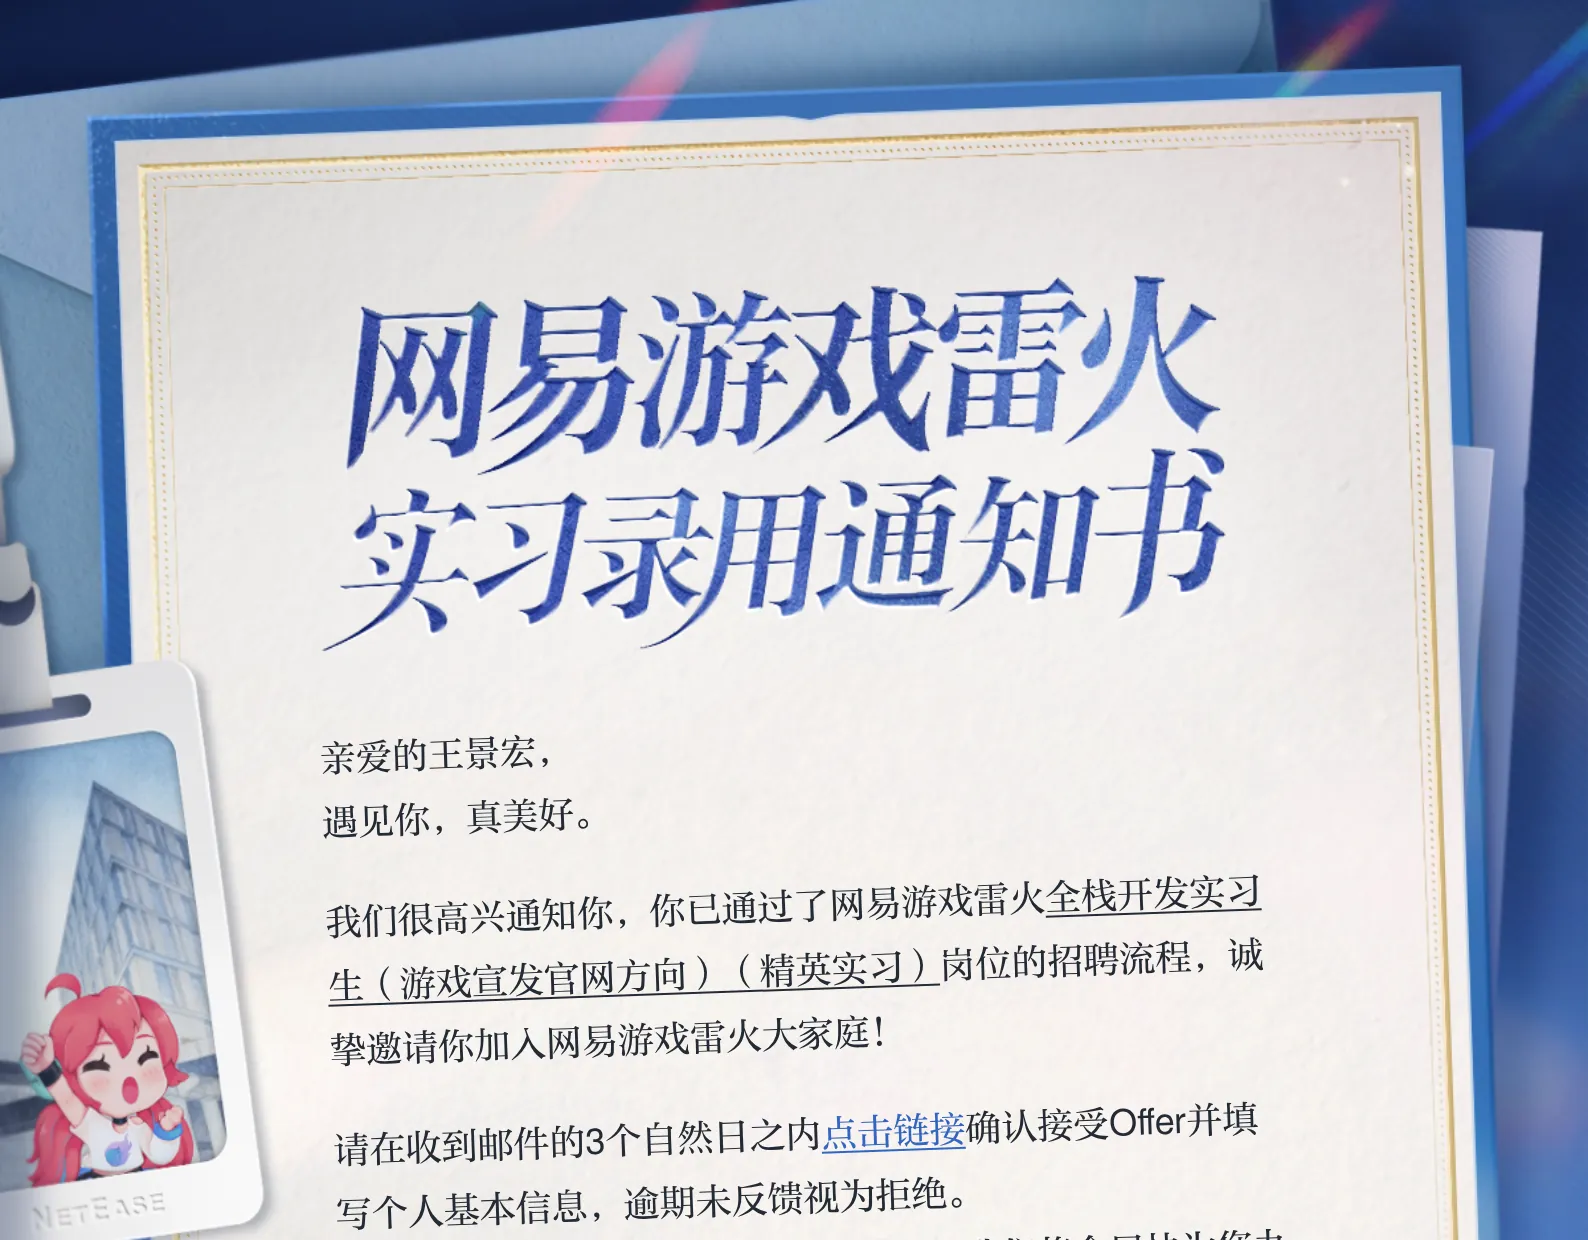 网易游戏雷火
实习录用通知书
亲爱的王景宏，
遇见你，真美好。
我们很高兴通知你，你已通过了网易游戏雷火全栈开发实习
生（游戏宣发官网方向）（精英实习）岗位的招聘流程，诚
挚邀请你加入网易游戏雷火大家庭！
请在收到邮件的3个自然日之内点击链接确认接受Offer并填
写个人基本信息，逾期未反馈视为拒绝。
NETEASE